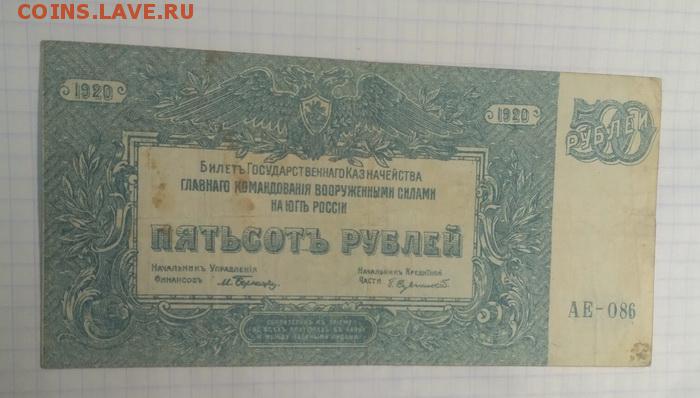 COINS.LAVE.RU
1920
1920
500
РУБЛЕЙ
БИЛЕТЪ ГОСУДАРСТВЕННАГО КАЗНАЧЕЙСТВА
ГЛАВНАГО КОМАНДОВАНІЯ ВООРУЖЕННЫМИ СИЛАМИ
НА ЮГѢ РОССІИ
ПЯТЬСОТЪ РУБЛЕЙ
НАЧАЛЬНИКЪ УПРАВЛЕНІЯ
ФИНАНСОВЪ
НАЧАЛЬНИКЪ КРЕДИТНОЙ
ЧАСТИ
АЕ-086